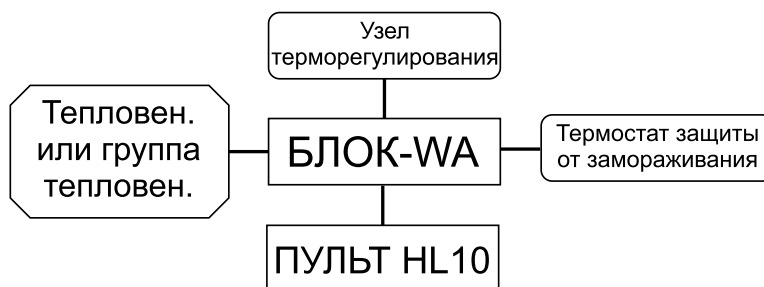 Узел
терморегулирования
Тепловен.
или группа
тепловен.
БЛОК-WA
Термостат защиты
от замораживания
ПУЛЬТ HL10